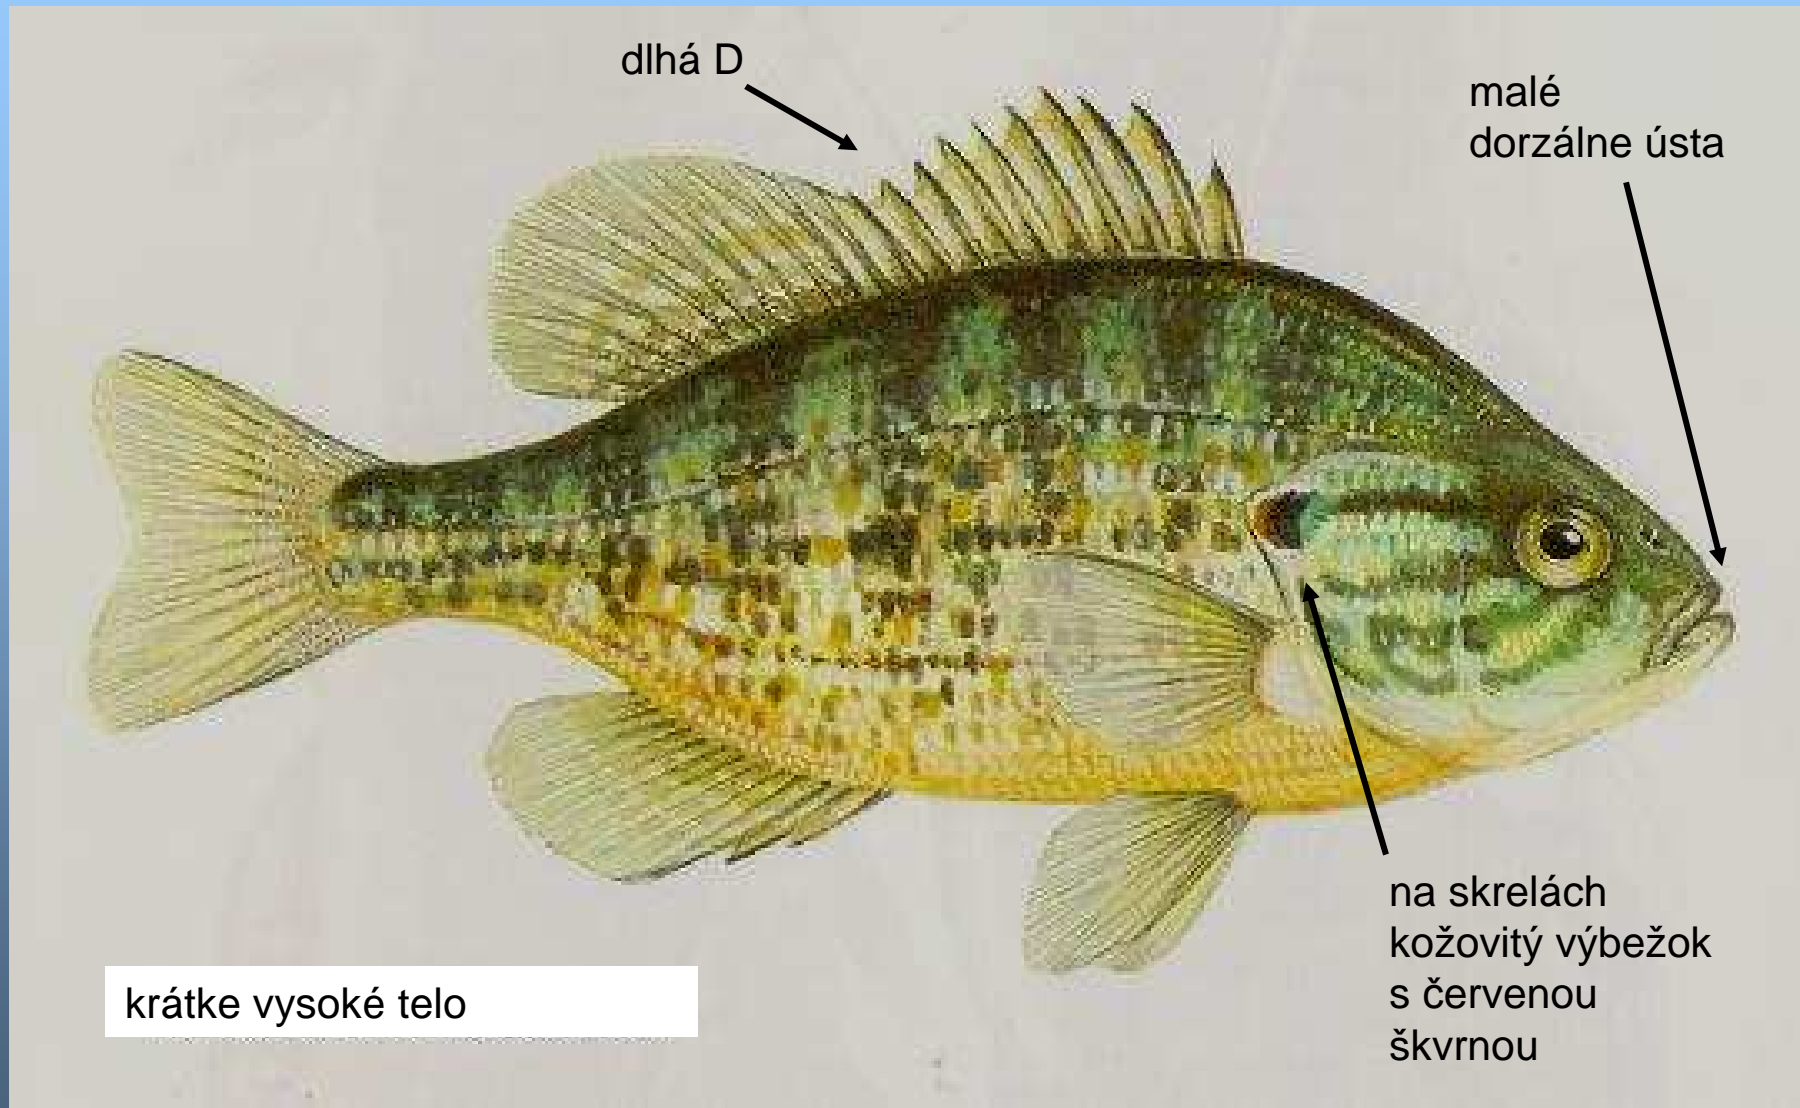 dlhá D
malé
dorzálne ústa
na skrelách
kožovitý výbežok
s červenou
škvrnou
krátke vysoké telo